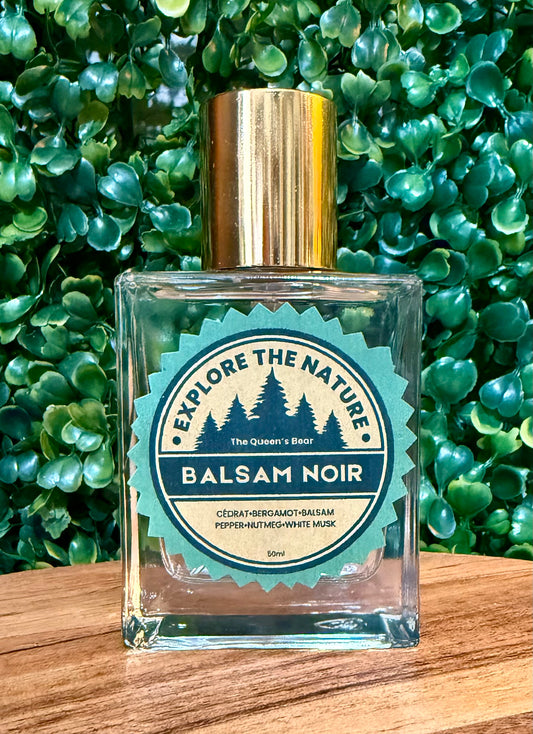 • EXPLORE THE NATURE •
The Queen's Bear
BALSAM NOIR
CÉDRAT•BERGAMOT•BALSAM
PEPPER•NUTMEG•WHITE MUSK
50ml